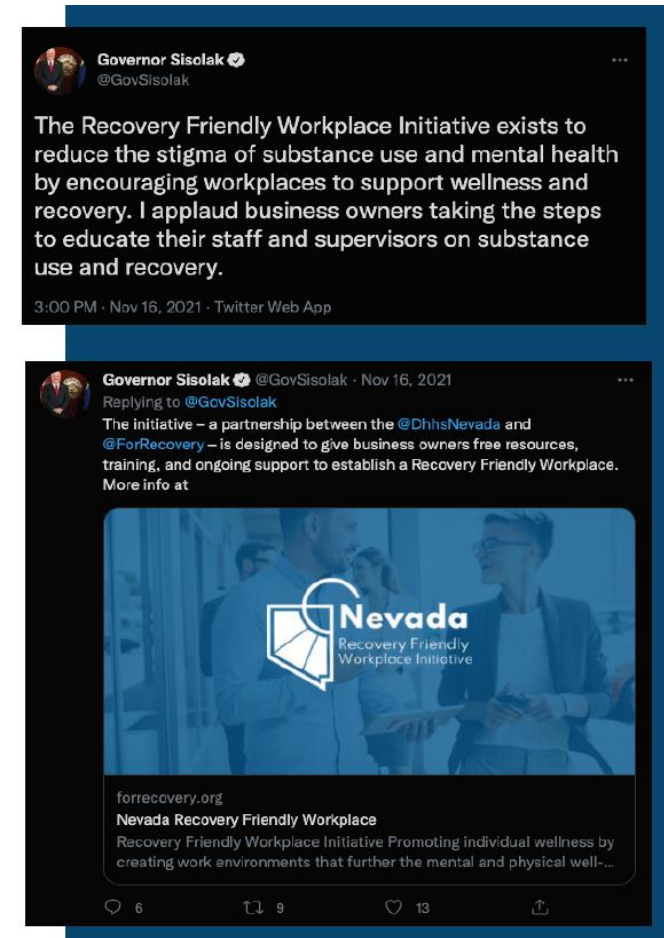 Governor Sisolak
@GovSisolak
The Recovery Friendly Workplace Initiative exists to
reduce the stigma of substance use and mental health
by encouraging workplaces to support wellness and
recovery. I applaud business owners taking the steps
to educate their staff and supervisors on substance
use and recovery.
3:00 PM · Nov 16, 2021 · Twitter Web App
Governor Sisolak @GovSisolak · Nov 16, 2021
Replying to @GovSisolak
The initiative – a partnership between the @DhhsNevada and
@ForRecovery – is designed to give business owners free resources,
training, and ongoing support to establish a Recovery Friendly Workplace.
More info at
Nevada
Recovery Friendly
Workplace Initiative
forrecovery.org
Nevada Recovery Friendly Workplace
Recovery Friendly Workplace Initiative Promoting individual wellness by
creating work environments that further the mental and physical well-...
6 9 13